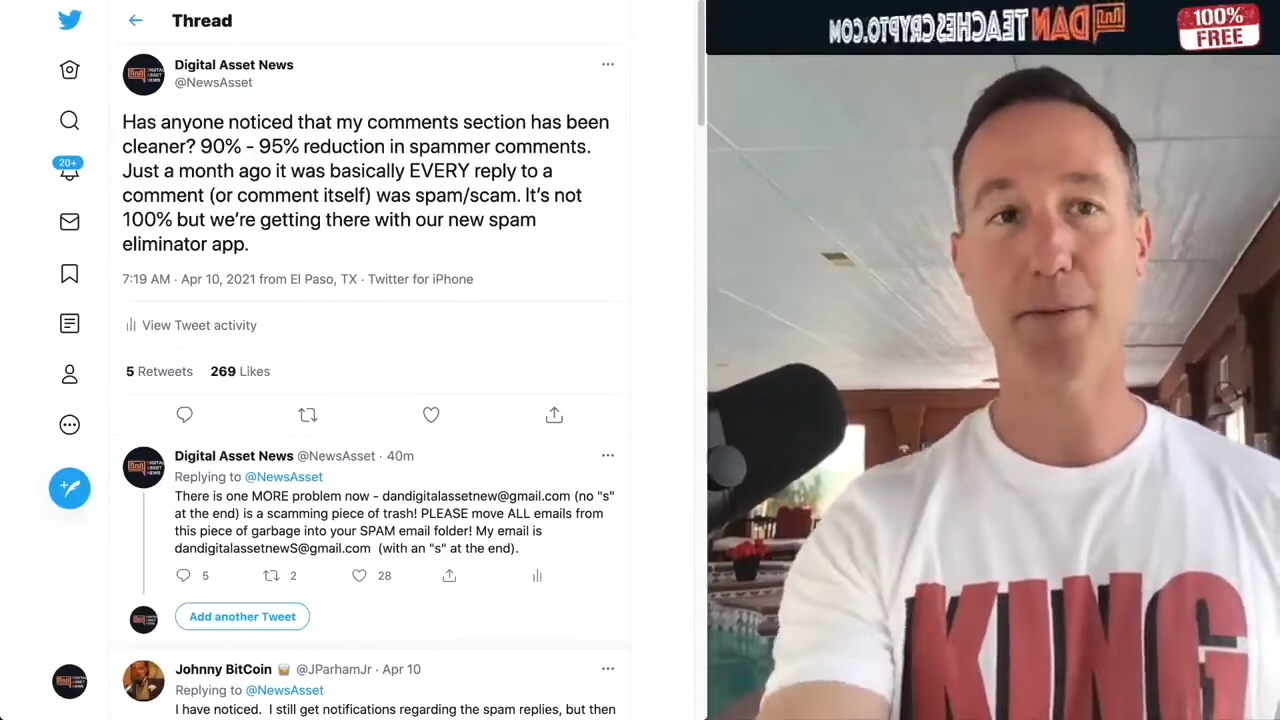 Thread
Digital Asset News
@NewsAsset
Has anyone noticed that my comments section has been
cleaner? 90% - 95% reduction in spammer comments.
Just a month ago it was basically EVERY reply to a
comment (or comment itself) was spam/scam. It's not
100% but we're getting there with our new spam
eliminator app.
7:19 AM · Apr 10, 2021 from El Paso, TX · Twitter for iPhone
View Tweet activity
5 Retweets 269 Likes
Digital Asset News @NewsAsset · 40m
Replying to @NewsAsset
There is one MORE problem now - dandigitalassetnew@gmail.com (no "s"
at the end) is a scamming piece of trash! PLEASE move ALL emails from
this piece of garbage into your SPAM email folder! My email is
dandigitalassetnewS@gmail.com (with an "s" at the end).
5 2 28
Add another Tweet
Johnny BitCoin @JParhamJr · Apr 10
Replying to @NewsAsset
I have noticed. I still get notifications regarding the spam replies, but then
20+
DANTEACHESCRYPTO.COM
100%
FREE
KING